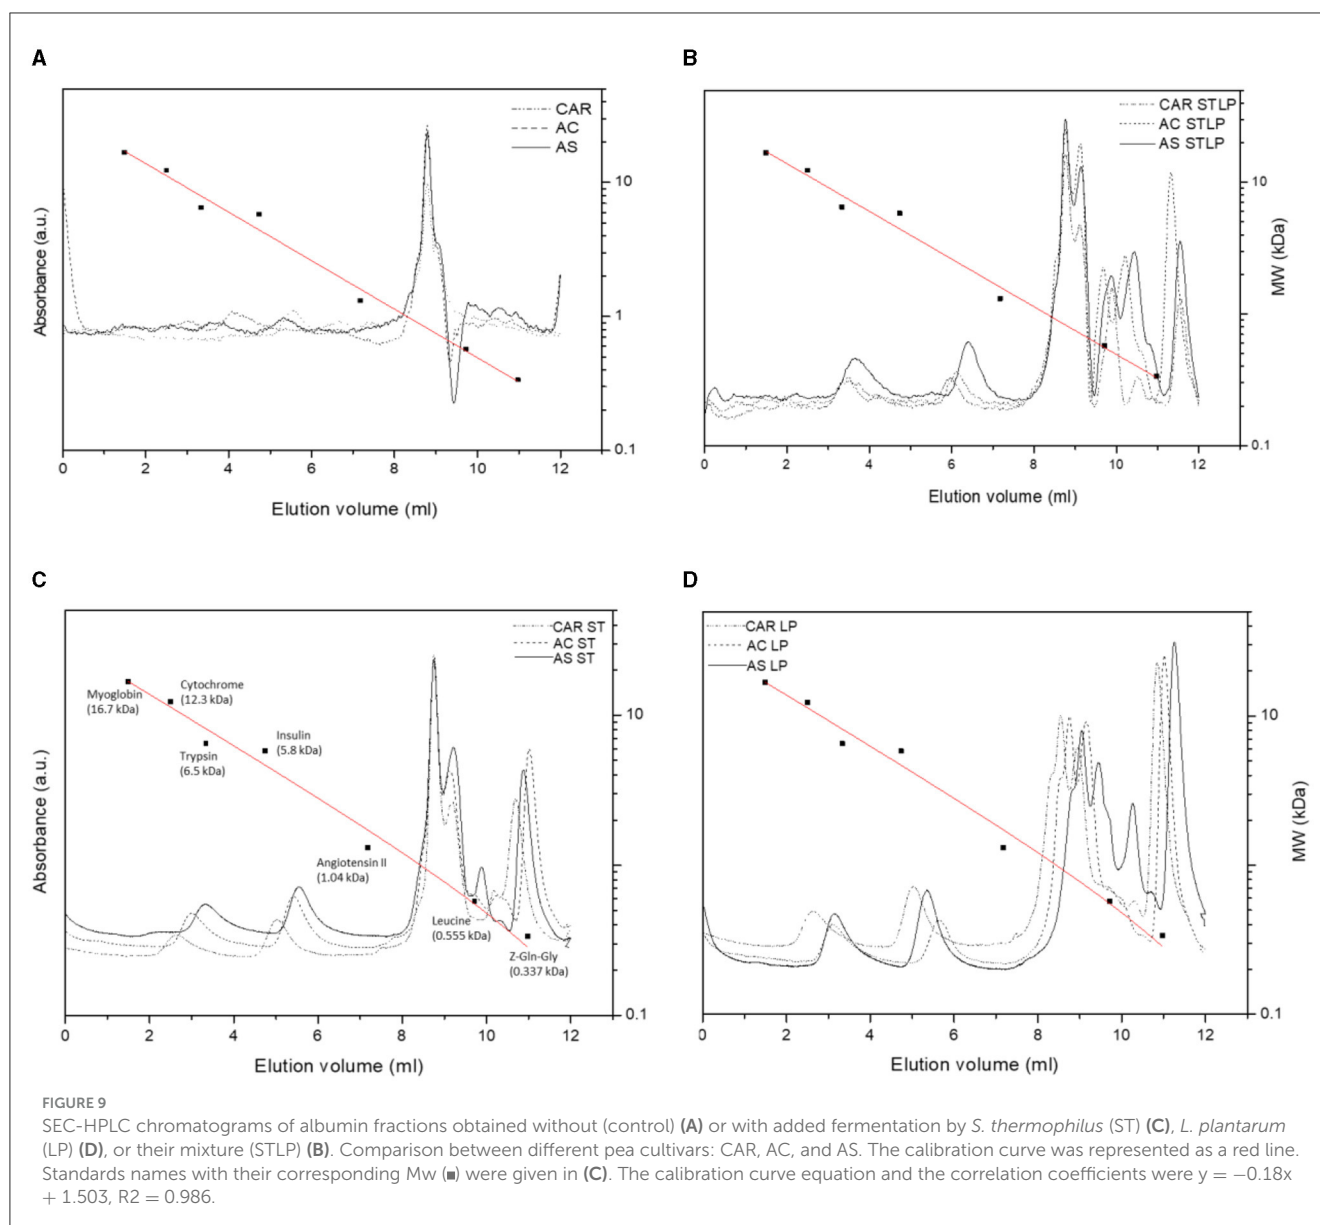 A
CAR
AC
AS
Absorbance (a.u.)
10
1
0.1
0 2 4 6 8 10 12
Elution volume (ml)
B
CAR STLP
AC STLP
AS STLP
10
1
0.1
MW (kDa)
0 2 4 6 8 10 12
Elution volume (ml)
C
CAR ST
AC ST
AS ST
Absorbance (a.u.)
Myoglobin
(16.7 kDa)
Cytochrome
(12.3 kDa)
Trypsin
(6.5 kDa)
Insulin
(5.8 kDa)
Angiotensin II
(1.04 kDa)
Leucine
(0.555 kDa)
Z-Gln-Gly
(0.337 kDa)
10
1
0.1
0 2 4 6 8 10 12
Elution volume (ml)
D
CAR LP
AC LP
AS LP
10
1
0.1
MW (kDa)
0 2 4 6 8 10 12
Elution volume (ml)
FIGURE 9
SEC-HPLC chromatograms of albumin fractions obtained without (control) (A) or with added fermentation by S. thermophilus (ST) (C), L. plantarum
(LP) (D), or their mixture (STLP) (B). Comparison between different pea cultivars: CAR, AC, and AS. The calibration curve was represented as a red line.
Standards names with their corresponding Mw (■) were given in (C). The calibration curve equation and the correlation coefficients were y = −0.18x
+ 1.503, R2 = 0.986.